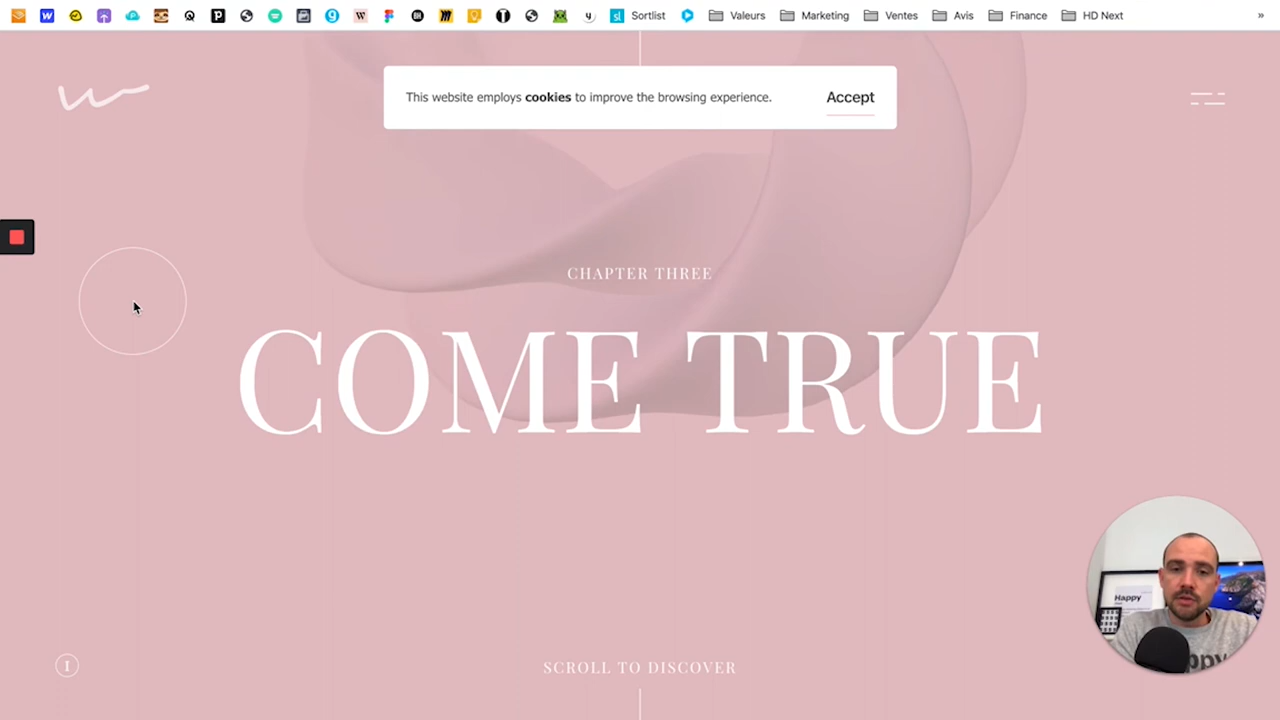 Sortlist
Valeurs
Marketing
Ventes
Avis
Finance
HD Next
»
This website employs cookies to improve the browsing experience.
Accept
CHAPTER THREE
COME TRUE
Happy
SCROLL TO DISCOVER